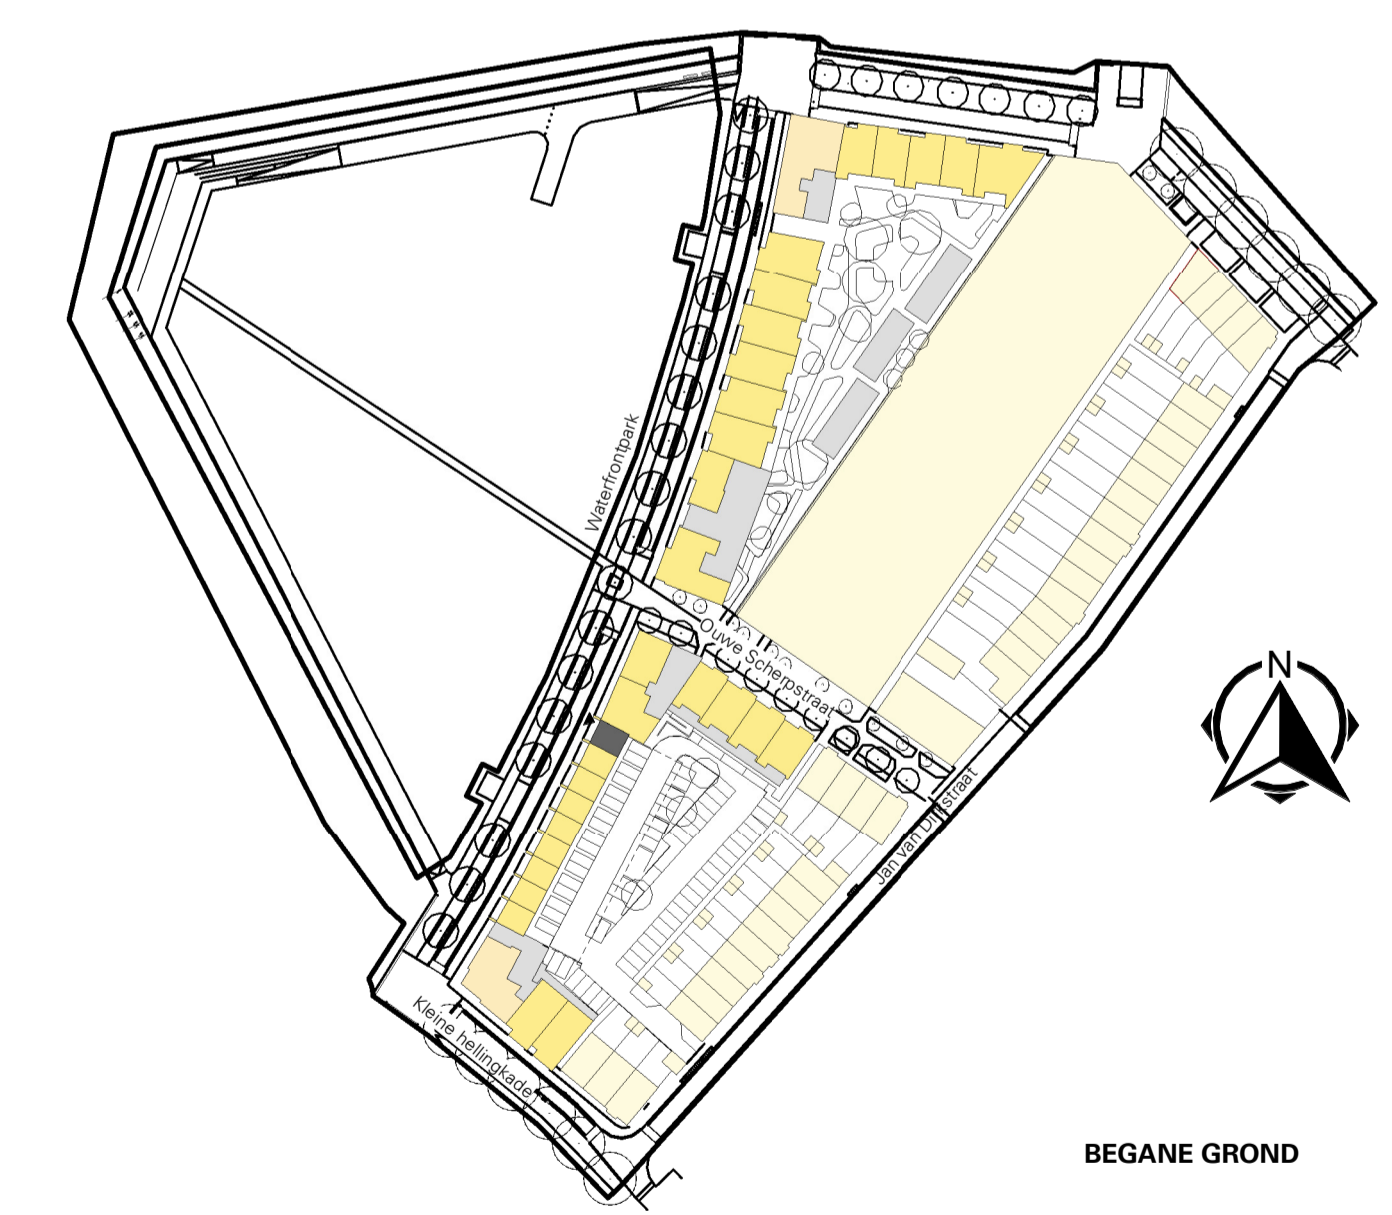 Waterfrontpark
Ouwe Scherpstraat
N
Jan van Dijkstraat
Kleine hellingkade
BEGANE GROND